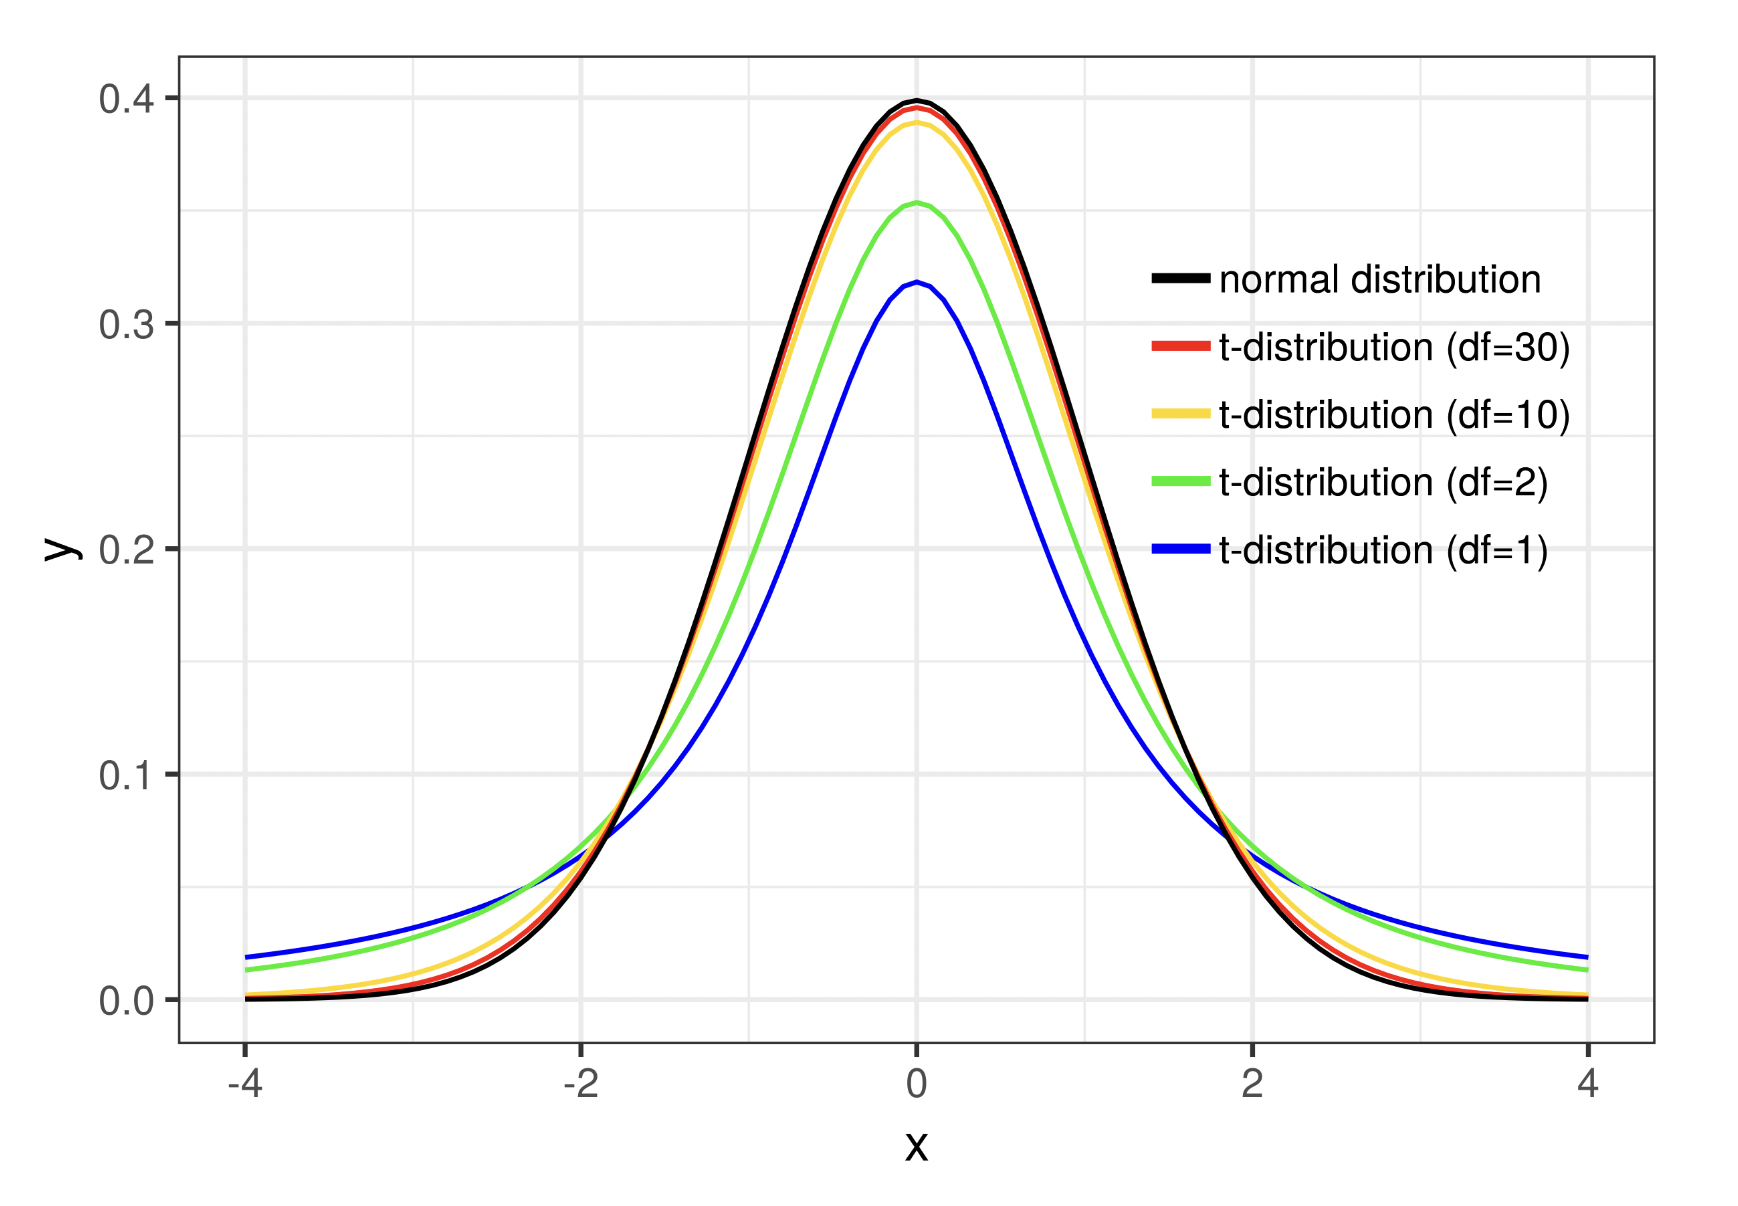 0.4
0.3
0.2
0.1
0.0
y
normal distribution
t-distribution (df=30)
t-distribution (df=10)
t-distribution (df=2)
t-distribution (df=1)
-4 -2 0 2 4
x